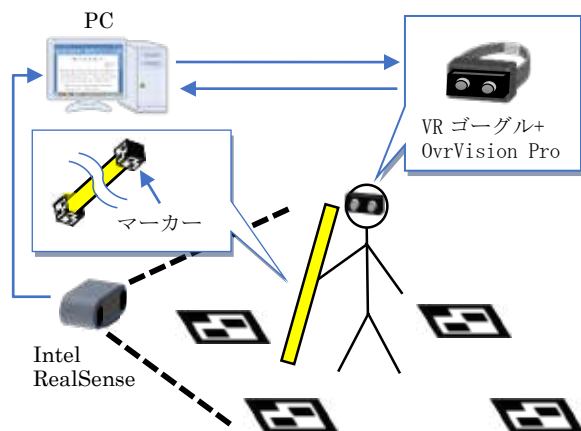 PC
VR ゴーグル+
OvrVision Pro
マーカー
Intel
RealSense